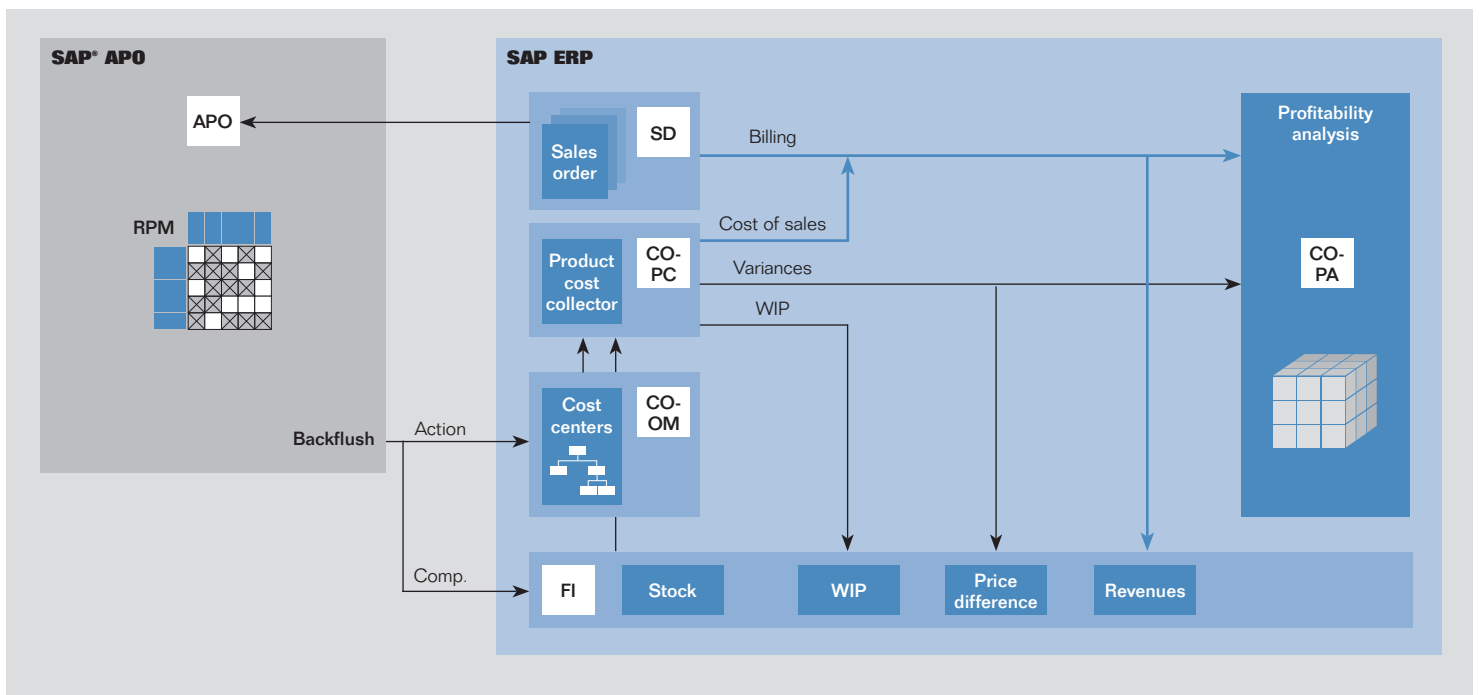 SAP® APO
SAP ERP
APO
RPM
Backflush
Action
Comp.
Sales
order
SD
Billing
Cost of sales
Product
cost
collector
CO-
PC
Variances
WIP
Cost
centers
CO-
OM
Profitability
analysis
CO-
PA
FI
Stock
WIP
Price
difference
Revenues